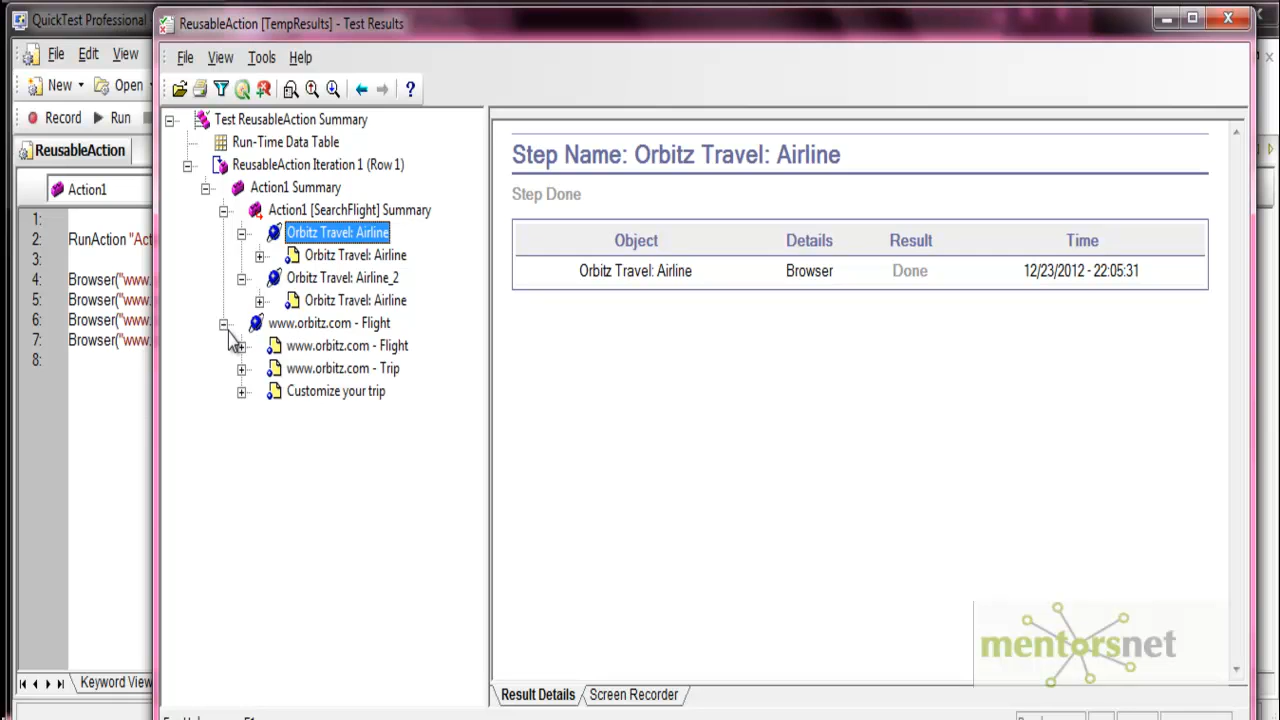 QuickTest Professional
File Edit View
New Open
Record Run
ReusableAction
Action1
1:
2: RunAction "Act
3:
4: Browser("www.
5: Browser("www.
6: Browser("www.
7: Browser("www.
8:
Keyword View
ReusableAction [TempResults] - Test Results
File View Tools Help
Test ReusableAction Summary
Run-Time Data Table
ReusableAction Iteration 1 (Row 1)
Action1 Summary
Action1 [SearchFlight] Summary
Orbitz Travel: Airline
Orbitz Travel: Airline
Orbitz Travel: Airline_2
Orbitz Travel: Airline
www.orbitz.com - Flight
www.orbitz.com - Flight
www.orbitz.com - Trip
Customize your trip
Step Name: Orbitz Travel: Airline
Step Done
Object Details Result Time
Orbitz Travel: Airline Browser Done 12/23/2012 - 22:05:31
mentorsnet
Result Details Screen Recorder